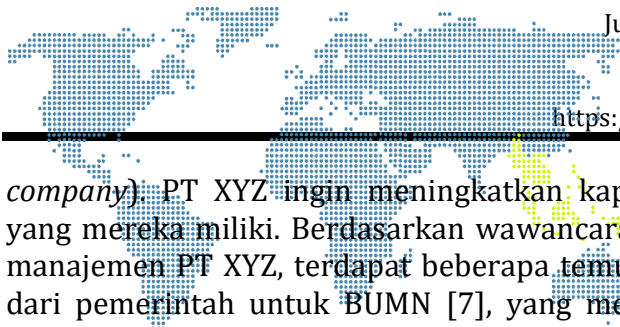 Ju
https:/
company). PT XYZ ingin meningkatkan kap
yang mereka miliki. Berdasarkan wawancara
manajemen PT XYZ, terdapat beberapa temu
dari pemerintah untuk BUMN [7], yang me